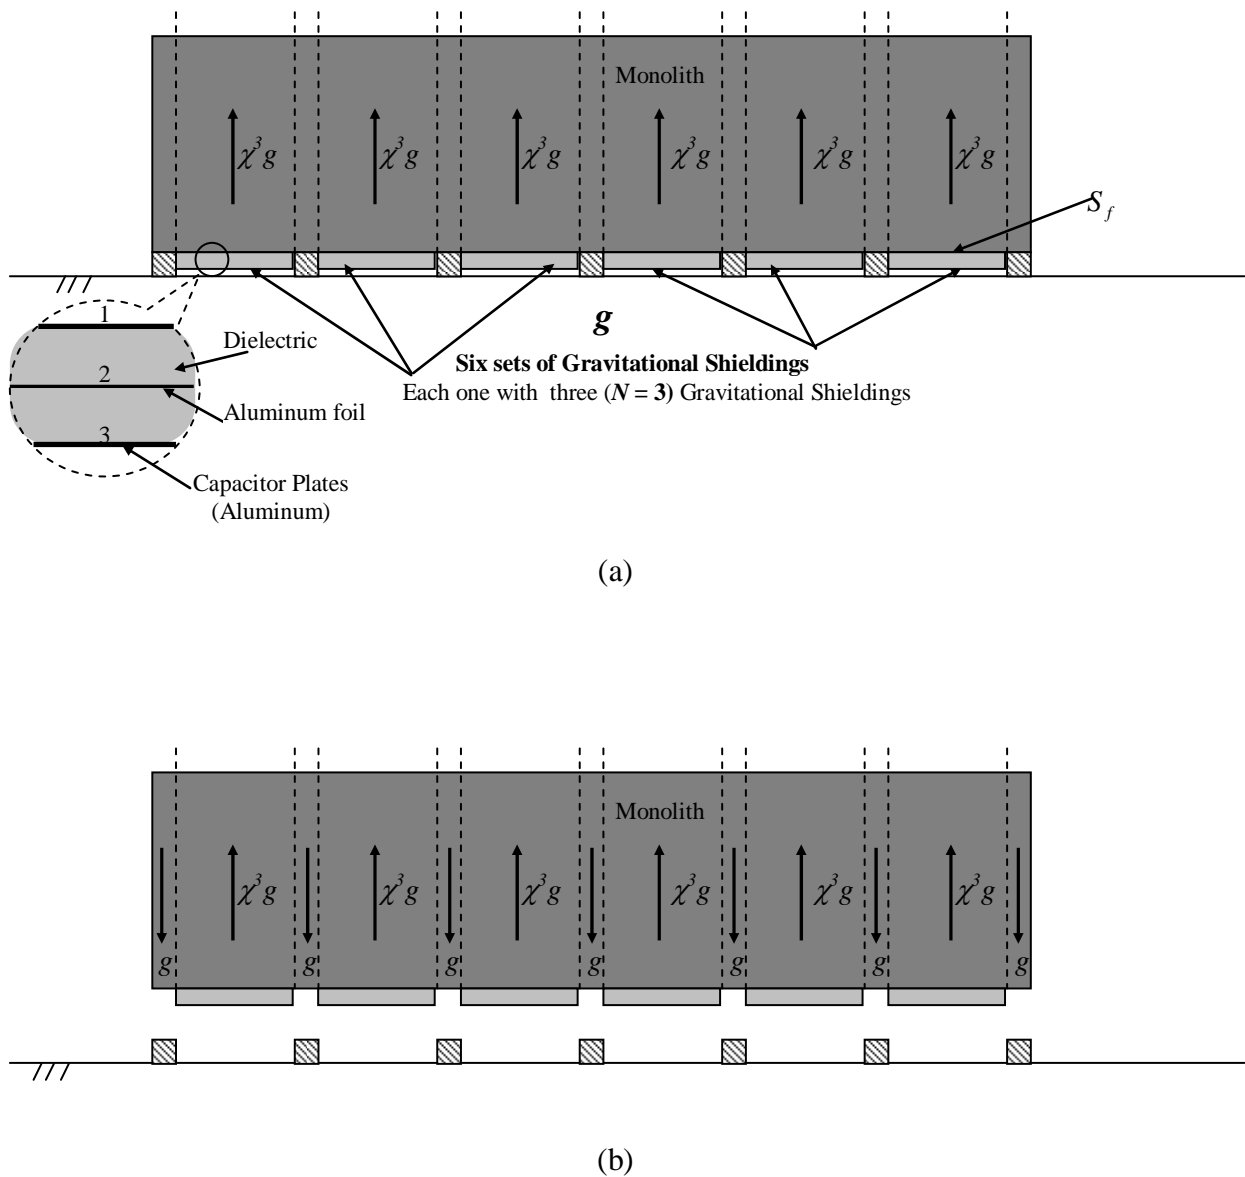 Monolith
χ³g χ³g χ³g χ³g χ³g χ³g
S_f
1
Dielectric
2
Aluminum foil
3
Capacitor Plates
(Aluminum)
g
Six sets of Gravitational Shieldings
Each one with three (N = 3) Gravitational Shieldings
(a)
Monolith
χ³g χ³g χ³g χ³g χ³g χ³g
g g g g g g g
(b)